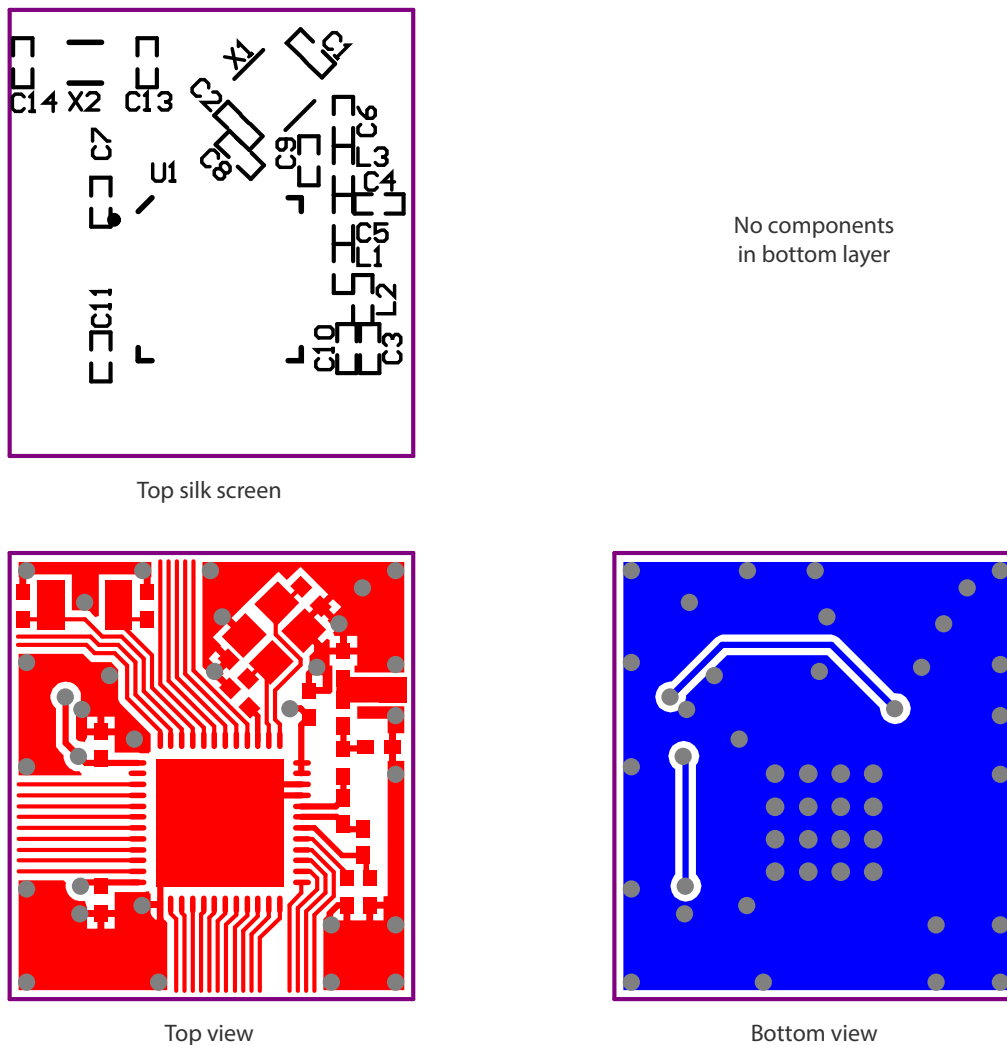 C1
X1
C14
X2
C13
C2
C6
C7
C8
C9
L3
U1
C4
C5
L1
C11
L2
C10
C3
No components
in bottom layer
Top silk screen
Top view
Bottom view